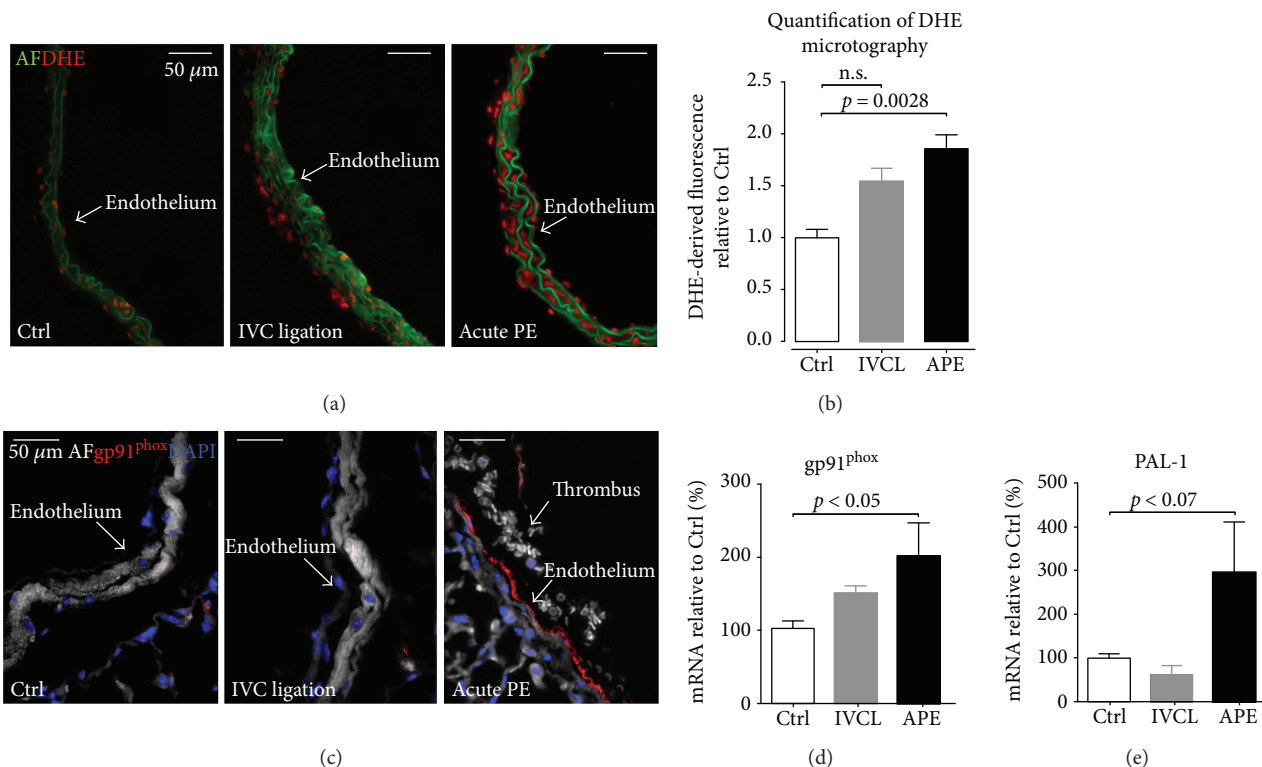 AFDHE
50 µm
Endothelium
Ctrl
Endothelium
IVC ligation
Endothelium
Acute PE
(a)
Quantification of DHE
microtography
DHE-derived fluorescence
relative to Ctrl
2.5
2.0
1.5
1.0
0.5
0.0
n.s.
p = 0.0028
Ctrl IVCL APE
(b)
50 µm AFgp91phoxDAPI
Endothelium
Ctrl
Endothelium
IVC ligation
Thrombus
Endothelium
Acute PE
(c)
gp91phox
mRNA relative to Ctrl (%)
300
200
100
0
p < 0.05
Ctrl IVCL APE
(d)
PAL-1
mRNA relative to Ctrl (%)
500
400
300
200
100
0
p < 0.07
Ctrl IVCL APE
(e)